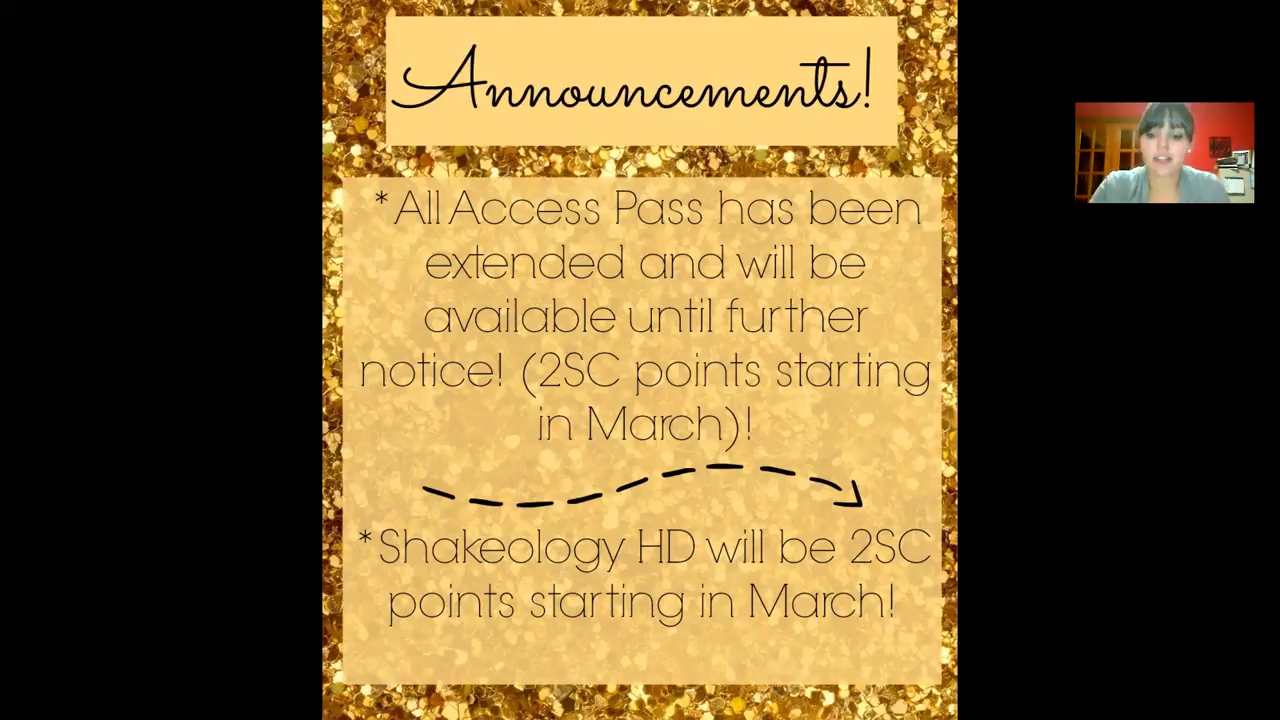 Announcements!
*All Access Pass has been
extended and will be
available until further
notice! (2SC points starting
in March)!
*Shakeology HD will be 2SC
points starting in March!